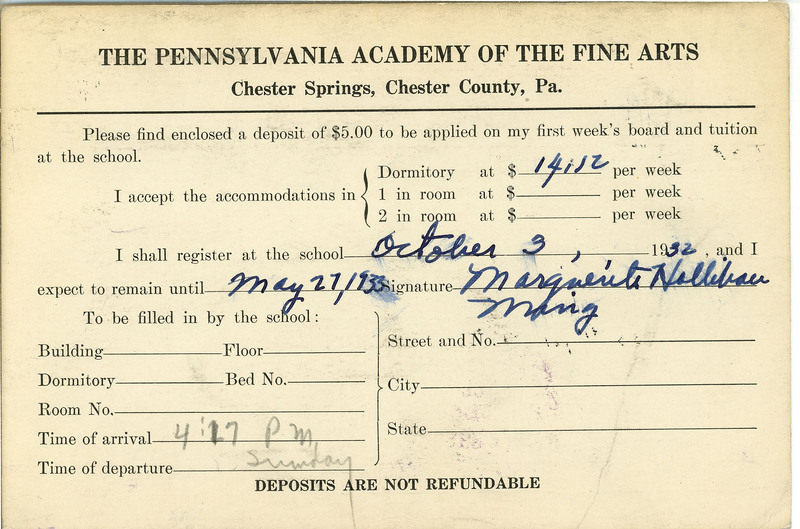 THE PENNSYLVANIA ACADEMY OF THE FINE ARTS
Chester Springs, Chester County, Pa.
Please find enclosed a deposit of $5.00 to be applied on my first week's board and tuition
at the school.
I accept the accommodations in
Dormitory at $ 14.12 per week
1 in room at $ per week
2 in room at $ per week
I shall register at the school October 3, 1932, and I
expect to remain until May 27, 1933 Signature Marguerite
To be filled in by the school:
Building Floor
Dormitory Bed No.
Room No.
Time of arrival 4:17 P.M.
Sunday
Time of departure
Street and No.
City
State
DEPOSITS ARE NOT REFUNDABLE